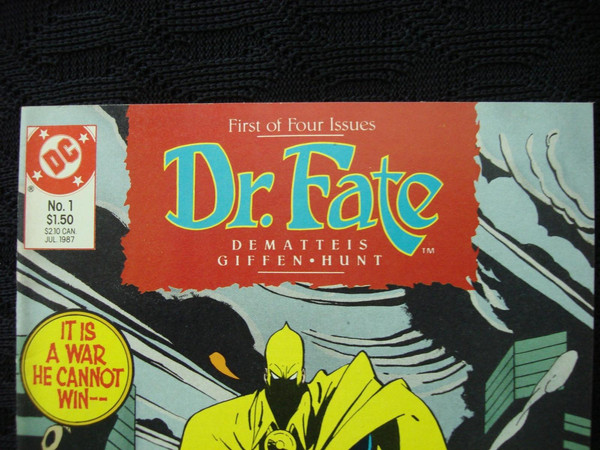 First of Four Issues
DC
®
No. 1
$1.50
$2.10 CAN.
JUL. 1987
Dr. Fate
TM
DEMATTEIS
GIFFEN • HUNT
IT IS
A WAR
HE CANNOT
WIN--